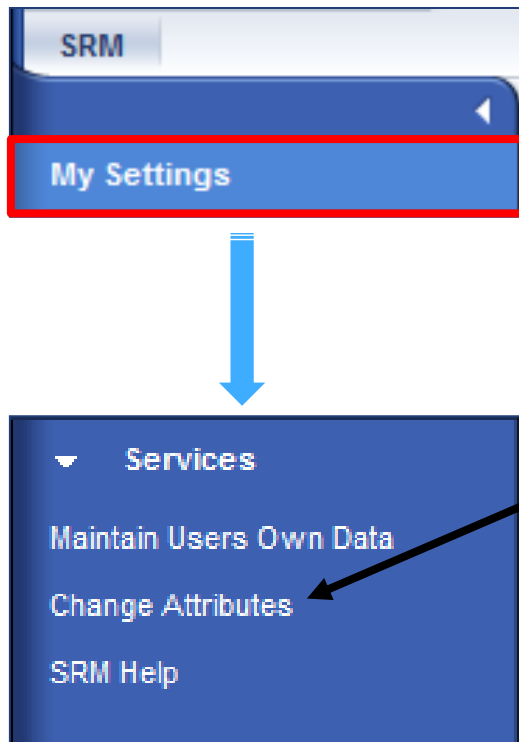 SRM
My Settings
Services
Maintain Users Own Data
Change Attributes
SRM Help